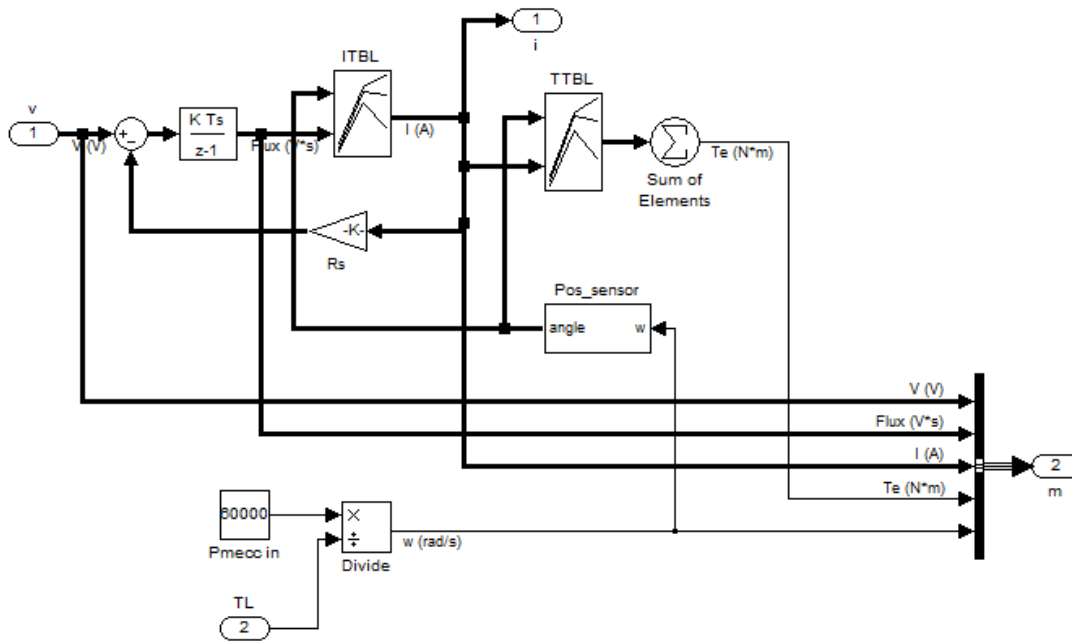 1
i
ITBL
TTBL
v
1
V (V)
+
−
K Ts
z-1
Flux (V*s)
I (A)
Te (N*m)
Sum of
Elements
-K-
Rs
Pos_sensor
angle
w
V (V)
Flux (V*s)
I (A)
2
m
Te (N*m)
60000
Pmecc in
×
÷
Divide
w (rad/s)
TL
2